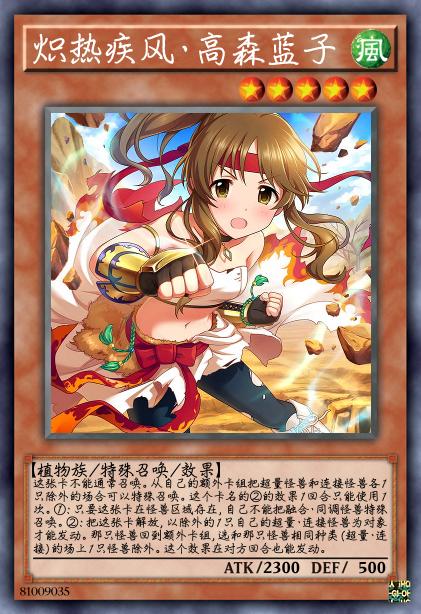 炽热疾风·高森蓝子
風
【植物族/特殊召唤/效果】
这张卡不能通常召唤。从自己的额外卡组把超量怪兽和连接怪兽各1
只除外的场合可以特殊召唤。这个卡名的②的效果1回合只能使用1
次。①:只要这张卡在怪兽区域存在,自己不能把融合·同调怪兽特殊
召唤。②:把这张卡解放,以除外的1只自己的超量·连接怪兽为对象
才能发动。那只怪兽回到额外卡组,选和那只怪兽相同种类(超量·连
接)的场上1只怪兽除外。这个效果在对方回合也能发动。
ATK/2300 DEF/ 500
81009035